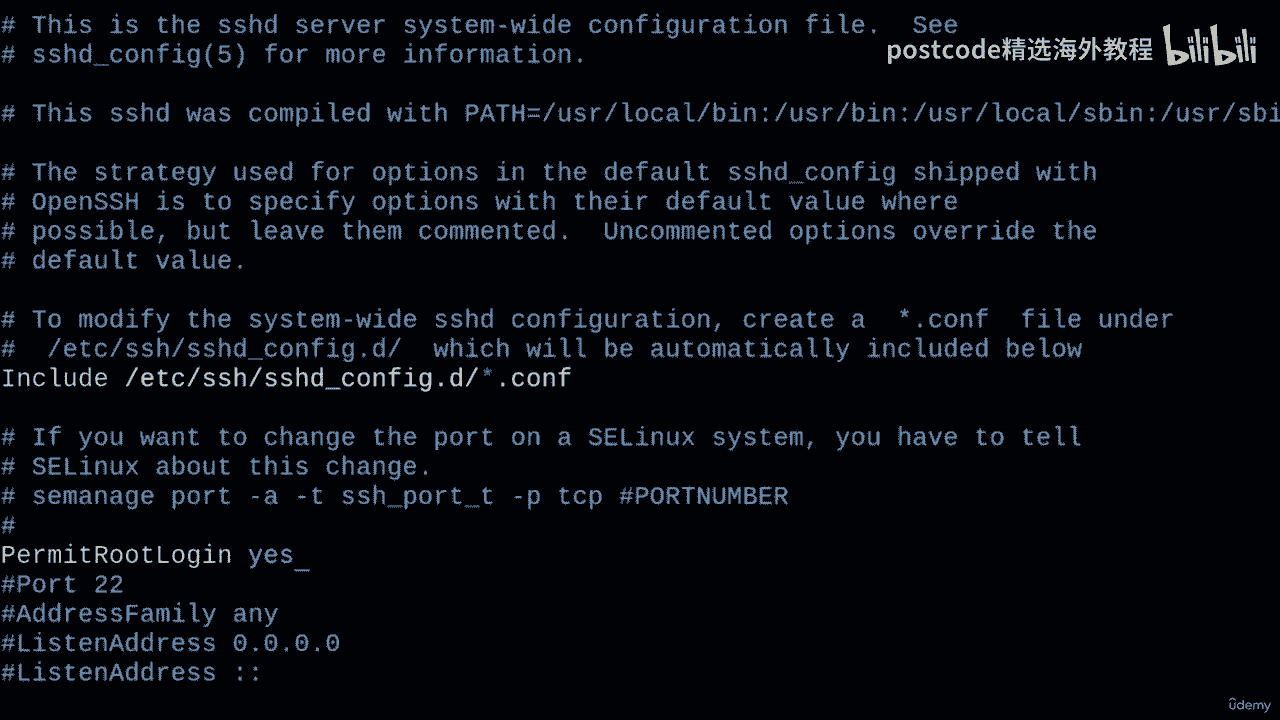 # This is the sshd server system-wide configuration file.  See
# sshd_config(5) for more information.
postcode精选海外教程 bilibili
# This sshd was compiled with PATH=/usr/local/bin:/usr/bin:/usr/local/sbin:/usr/sbi
# The strategy used for options in the default sshd_config shipped with
# OpenSSH is to specify options with their default value where
# possible, but leave them commented.  Uncommented options override the
# default value.
# To modify the system-wide sshd configuration, create a  *.conf  file under
#  /etc/ssh/sshd_config.d/  which will be automatically included below
Include /etc/ssh/sshd_config.d/*.conf
# If you want to change the port on a SELinux system, you have to tell
# SELinux about this change.
# semanage port -a -t ssh_port_t -p tcp #PORTNUMBER
#
PermitRootLogin yes_
#Port 22
#AddressFamily any
#ListenAddress 0.0.0.0
#ListenAddress ::
ûdemy